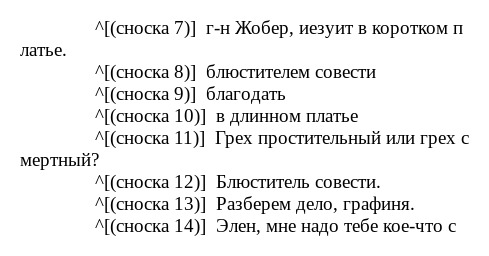 ^[(сноска 7)]  г-н Жобер, иезуит в коротком п
латье.
^[(сноска 8)]  блюстителем совести
^[(сноска 9)]  благодать
^[(сноска 10)]  в длинном платье
^[(сноска 11)]  Грех простительный или грех с
мертный?
^[(сноска 12)]  Блюститель совести.
^[(сноска 13)]  Разберем дело, графиня.
^[(сноска 14)]  Элен, мне надо тебе кое-что с